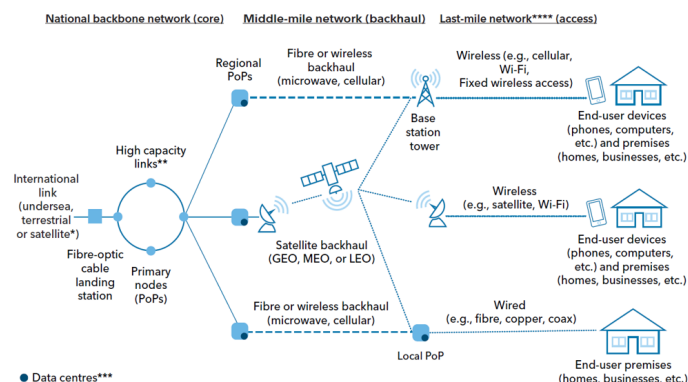 National backbone network (core)
Middle-mile network (backhaul)
Last-mile network**** (access)
Regional
PoPs
Fibre or wireless
backhaul
(microwave, cellular)
Wireless (e.g., cellular,
Wi-Fi,
Fixed wireless access)
Base
station
tower
End-user devices
(phones, computers,
etc.) and premises
(homes, businesses, etc.)
High capacity
links**
International
link
(undersea,
terrestrial
or satellite*)
Fibre-optic
cable
landing
station
Primary
nodes
(PoPs)
Satellite backhaul
(GEO, MEO, or LEO)
Wireless
(e.g., satellite, Wi-Fi)
End-user devices
(phones, computers,
etc.) and premises
(homes, businesses, etc.)
Fibre or wireless backhaul
(microwave, cellular)
Local PoP
Wired
(e.g., fibre, copper, coax)
End-user premises
(homes, businesses, etc.)
Data centres***